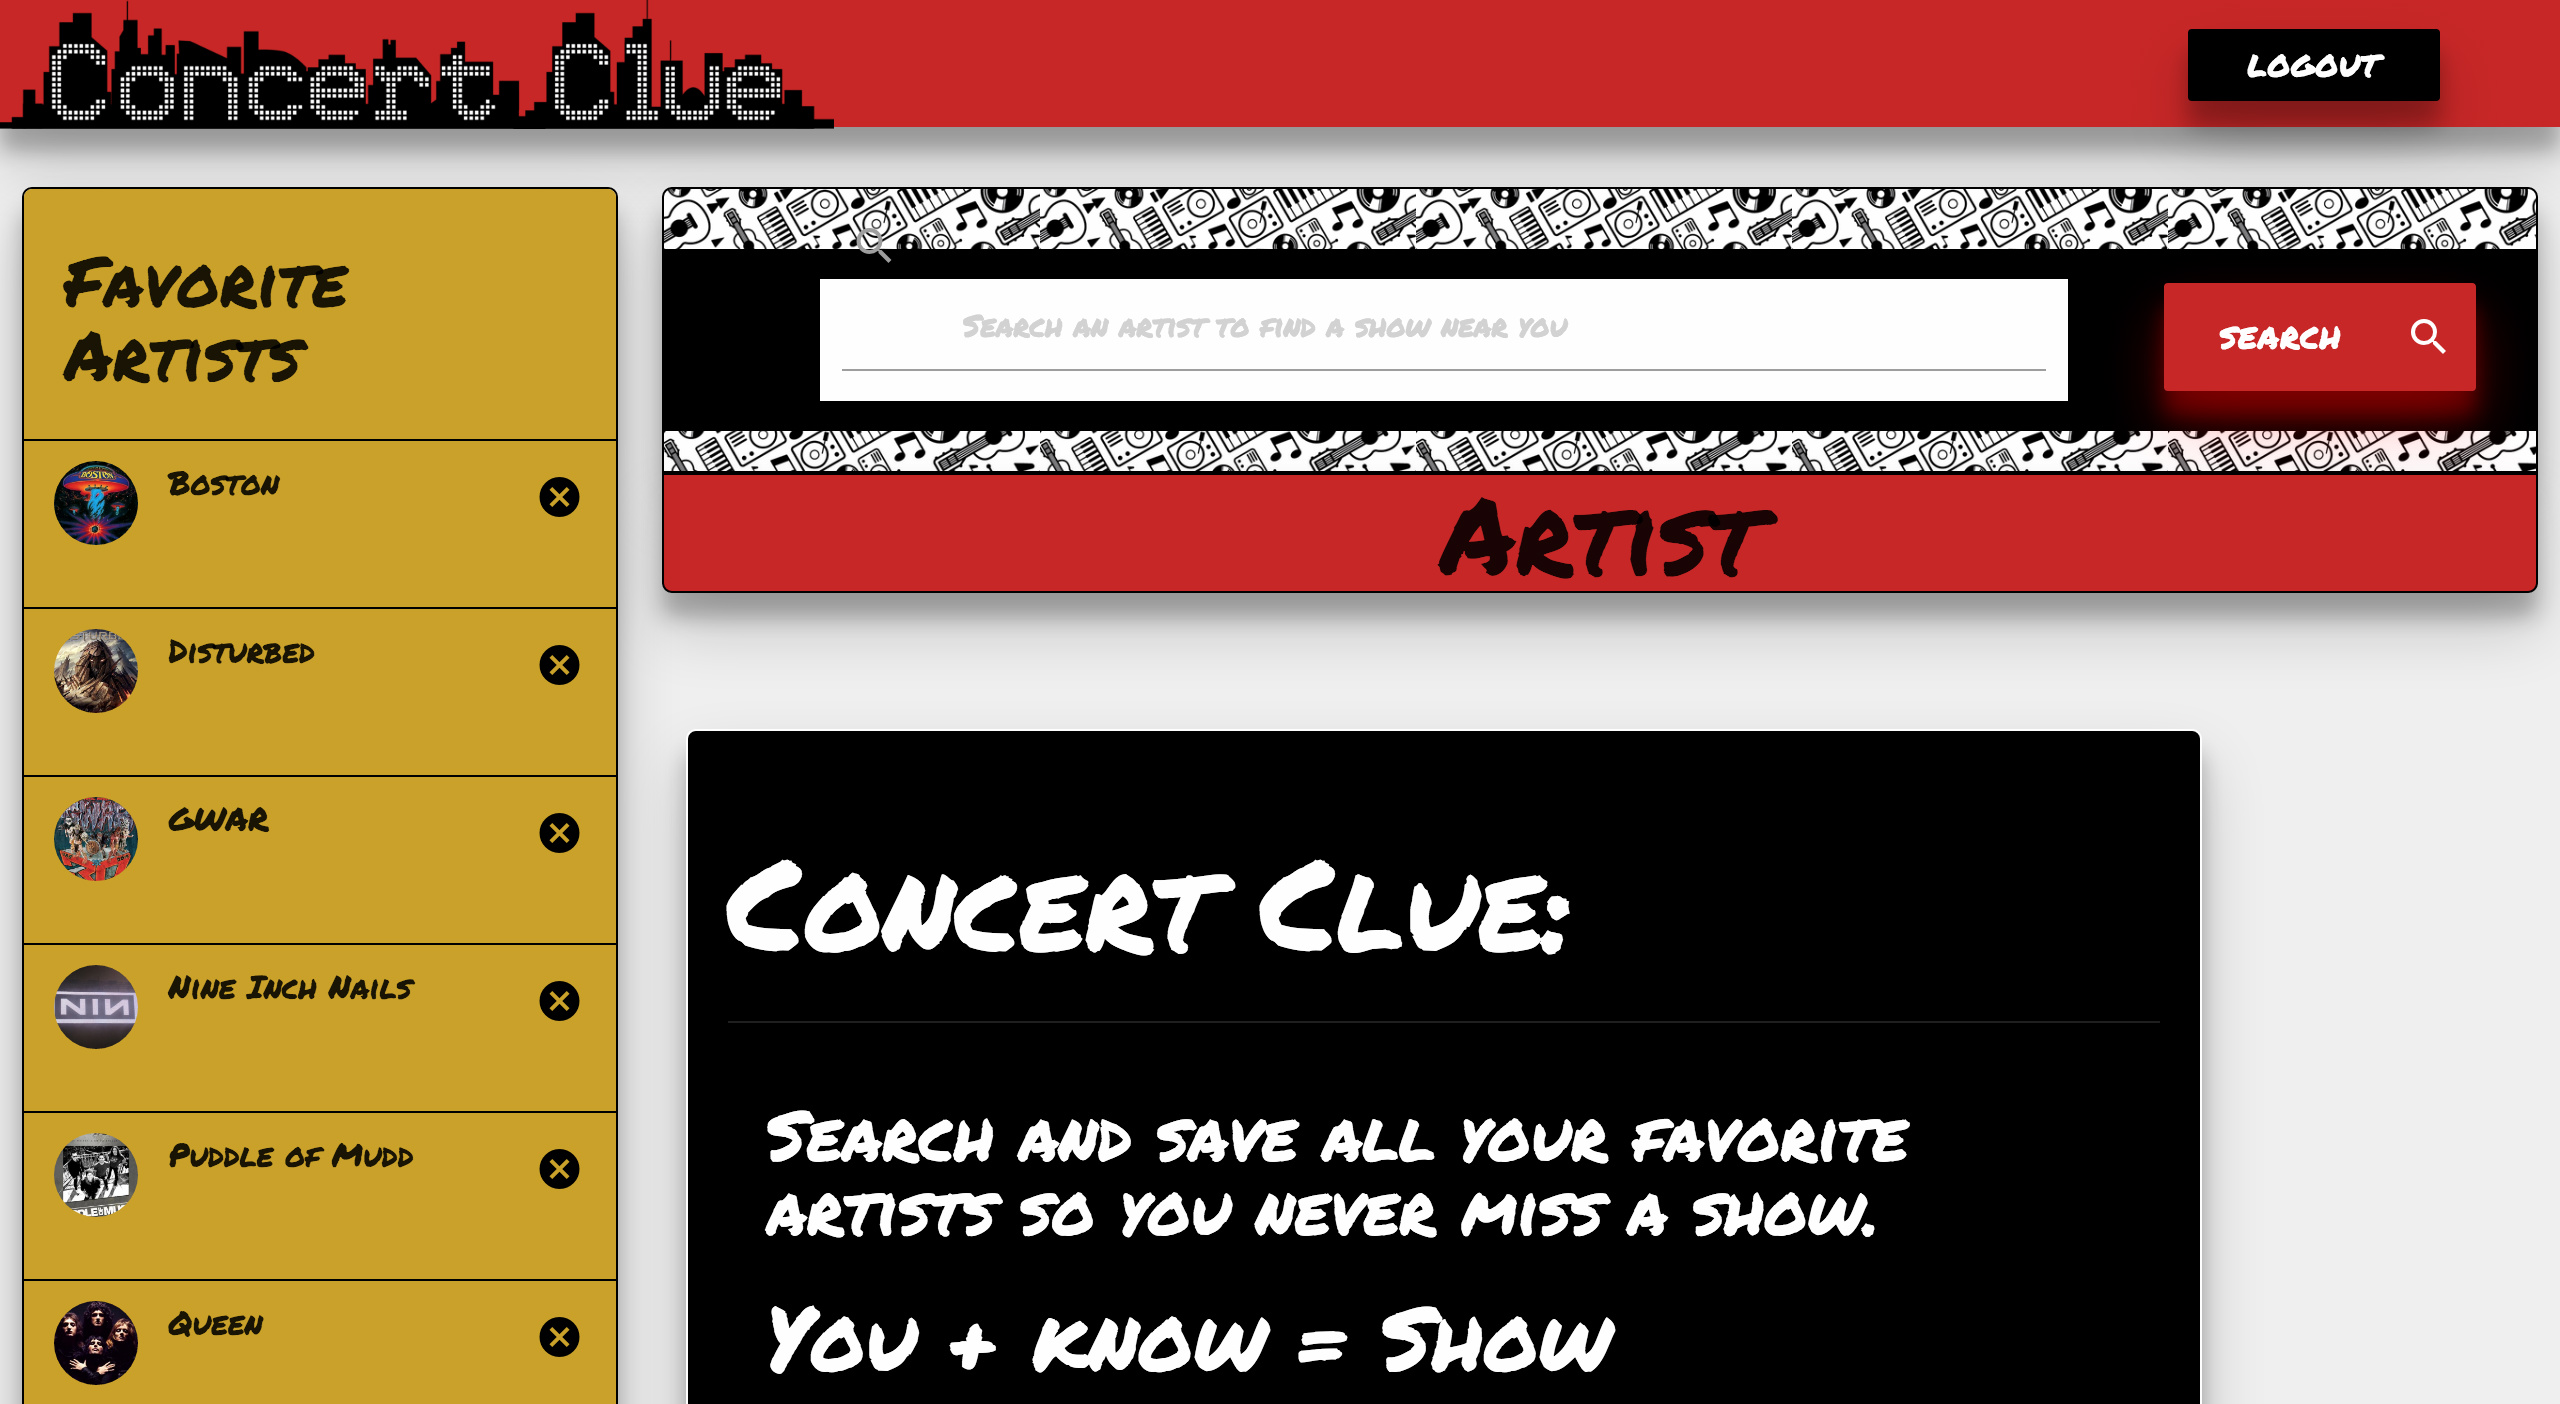 Concert Clue
LOGOUT
Favorite
Artists
Search an artist to find a show near you
SEARCH
Artist
Boston
BOSTON
Disturbed
GWAR
Nine Inch Nails
NIN
Puddle of Mudd
Queen
Concert Clue:
Search and save all your favorite
artists so you never miss a show.
You + know = Show